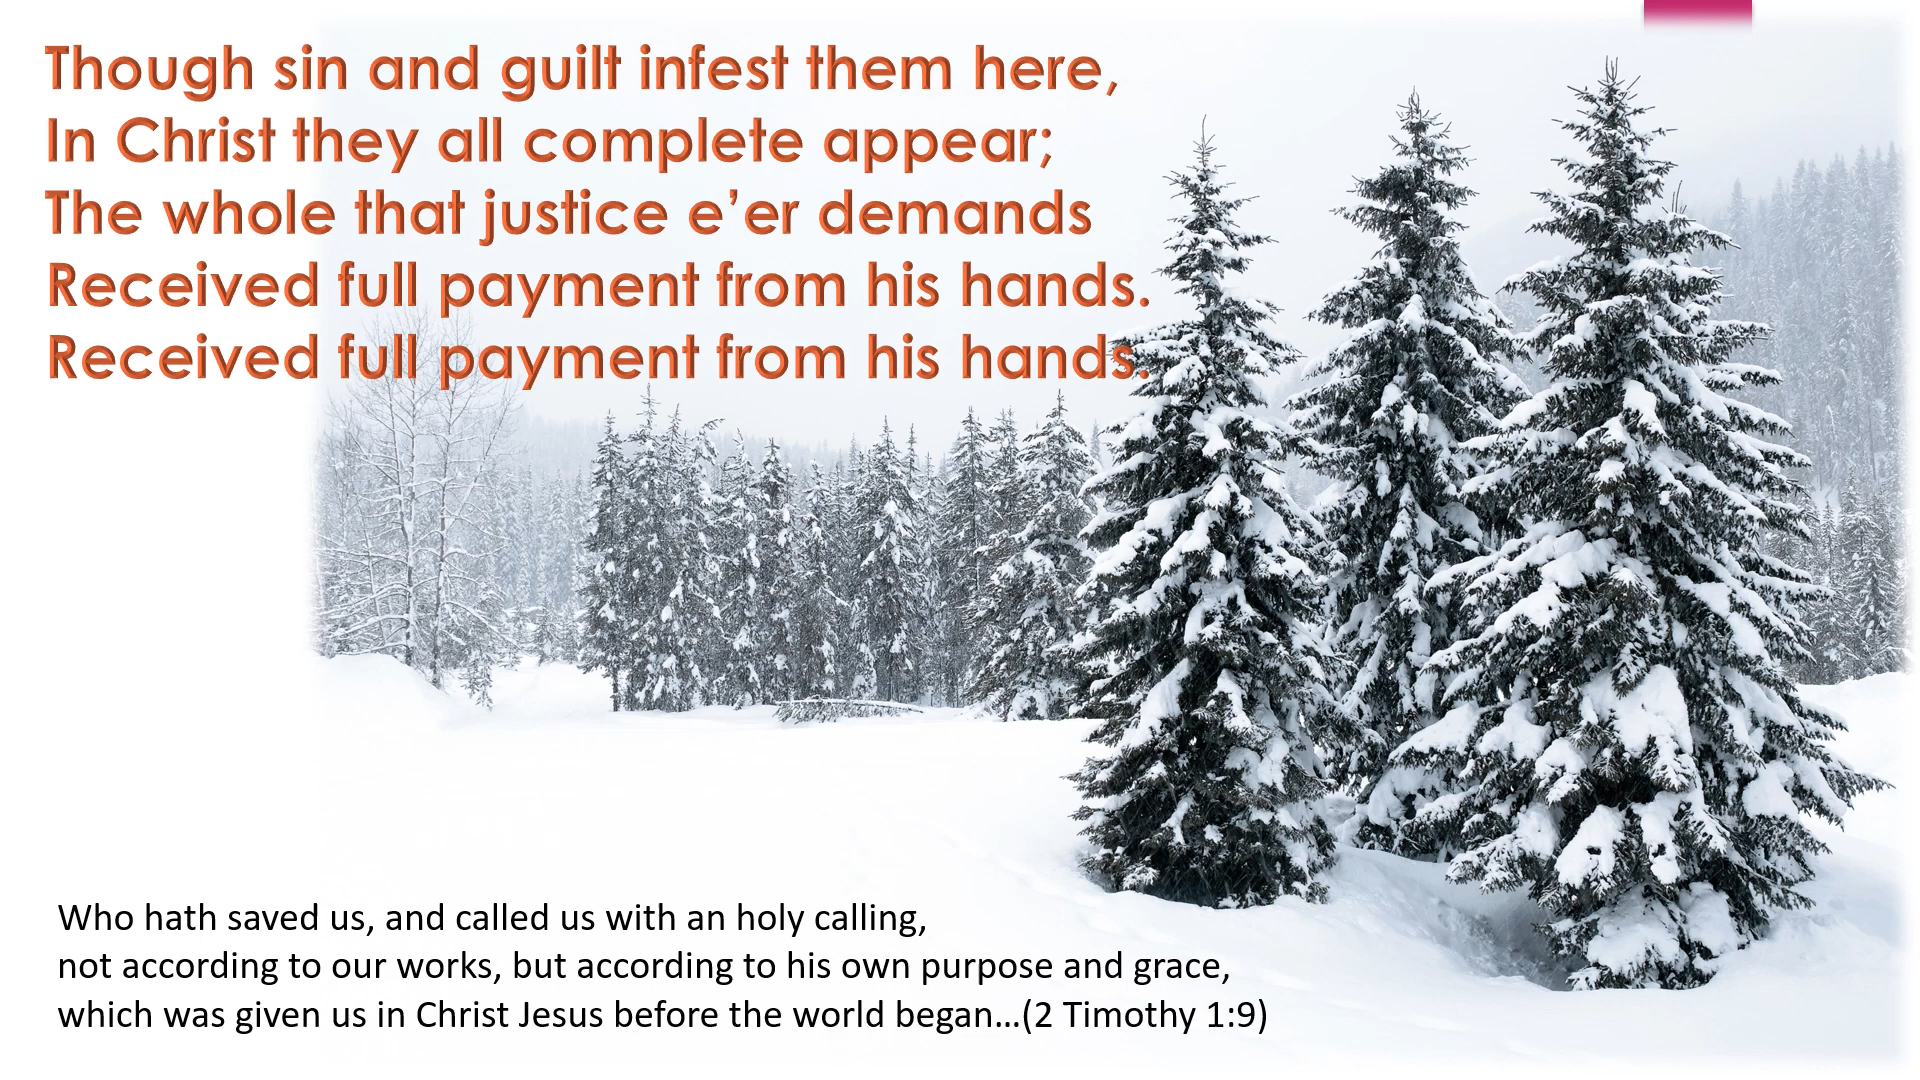 Though sin and guilt infest them here,
In Christ they all complete appear;
The whole that justice e’er demands
Received full payment from his hands.
Received full payment from his hands.
Who hath saved us, and called us with an holy calling,
not according to our works, but according to his own purpose and grace,
which was given us in Christ Jesus before the world began…(2 Timothy 1:9)